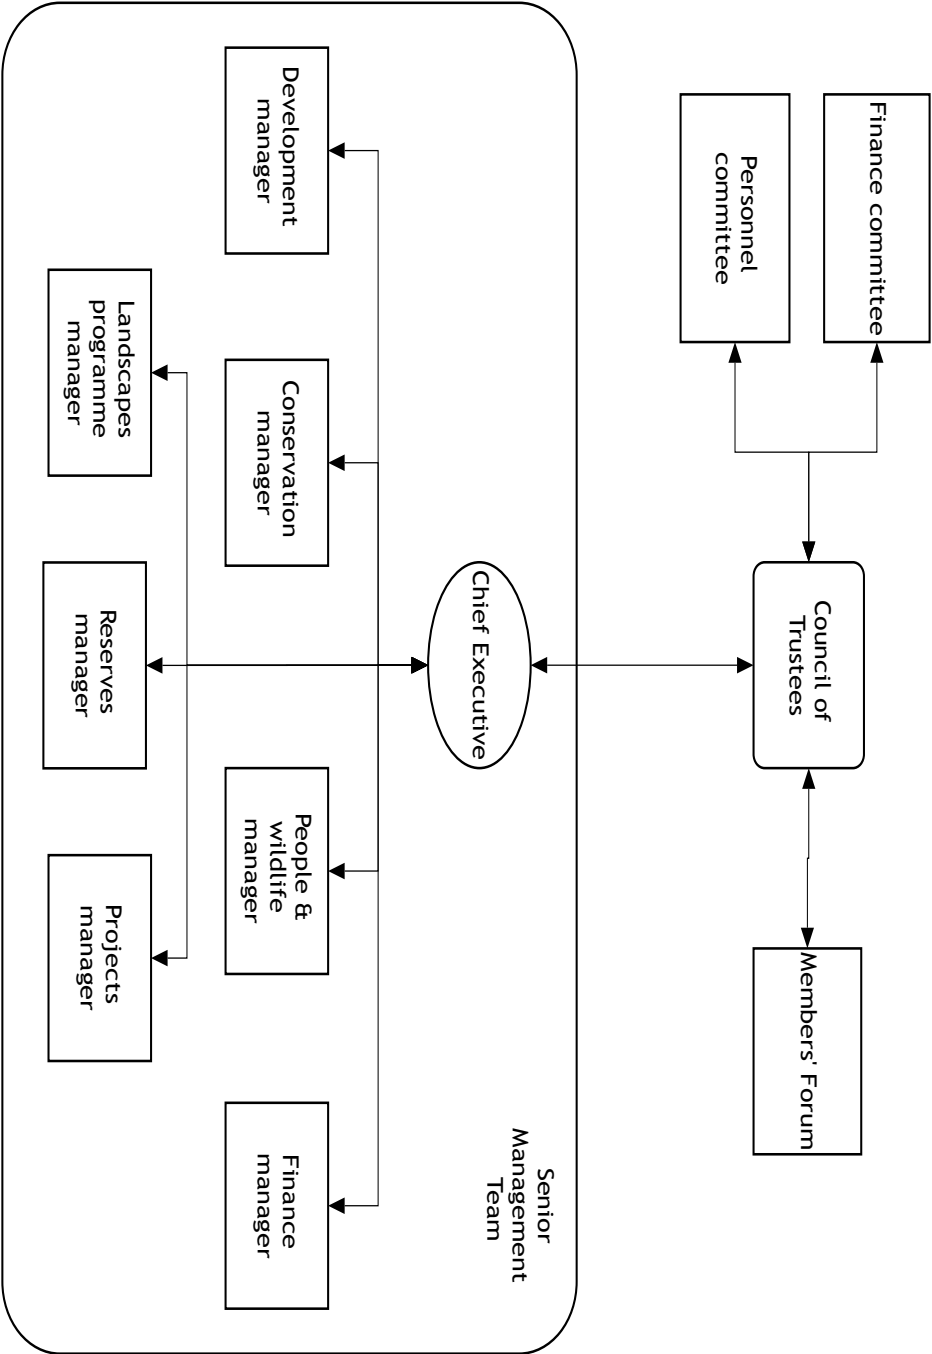 Finance committee
Personnel
committee
Council of
Trustees
Members' Forum
Senior
Management
Team
Chief Executive
Development
manager
Conservation
manager
People &
wildlife
manager
Finance
manager
Landscapes
programme
manager
Reserves
manager
Projects
manager